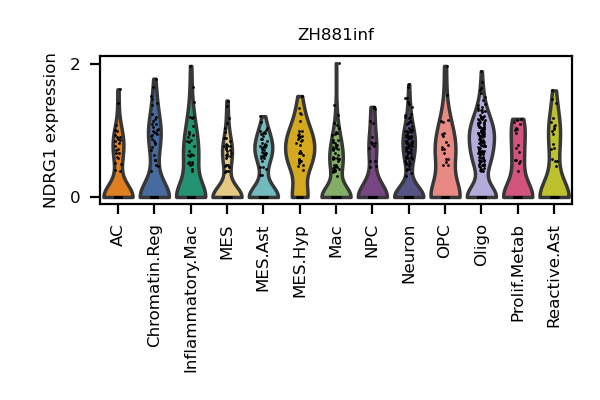 ZH881inf
NDRG1 expression
2
0
AC
Chromatin.Reg
Inflammatory.Mac
MES
MES.Ast
MES.Hyp
Mac
NPC
Neuron
OPC
Oligo
Prolif.Metab
Reactive.Ast